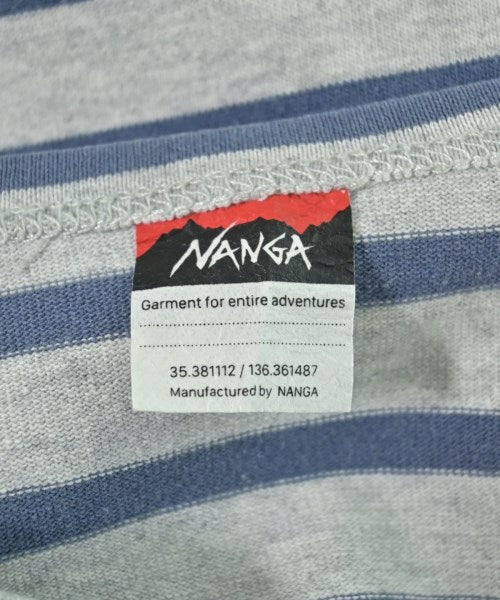 NANGA
Garment for entire adventures
35.381112 / 136.361487
Manufactured by NANGA